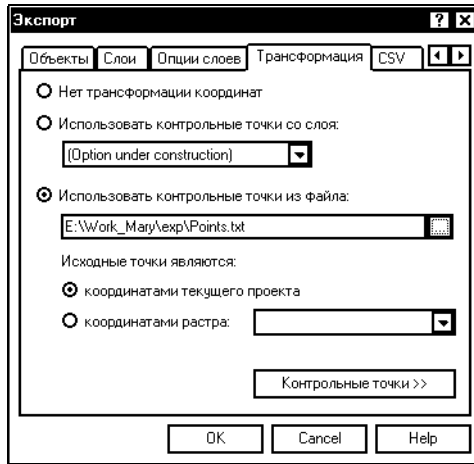 Экспорт
Объекты Слои Опции слоев Трансформация CSV
Нет трансформации координат
Использовать контрольные точки со слоя:
(Option under construction)
Использовать контрольные точки из файла:
E:\Work_Mary\exp\Points.txt
...
Исходные точки являются:
координатами текущего проекта
координатами растра:
Контрольные точки >>
OK Cancel Help